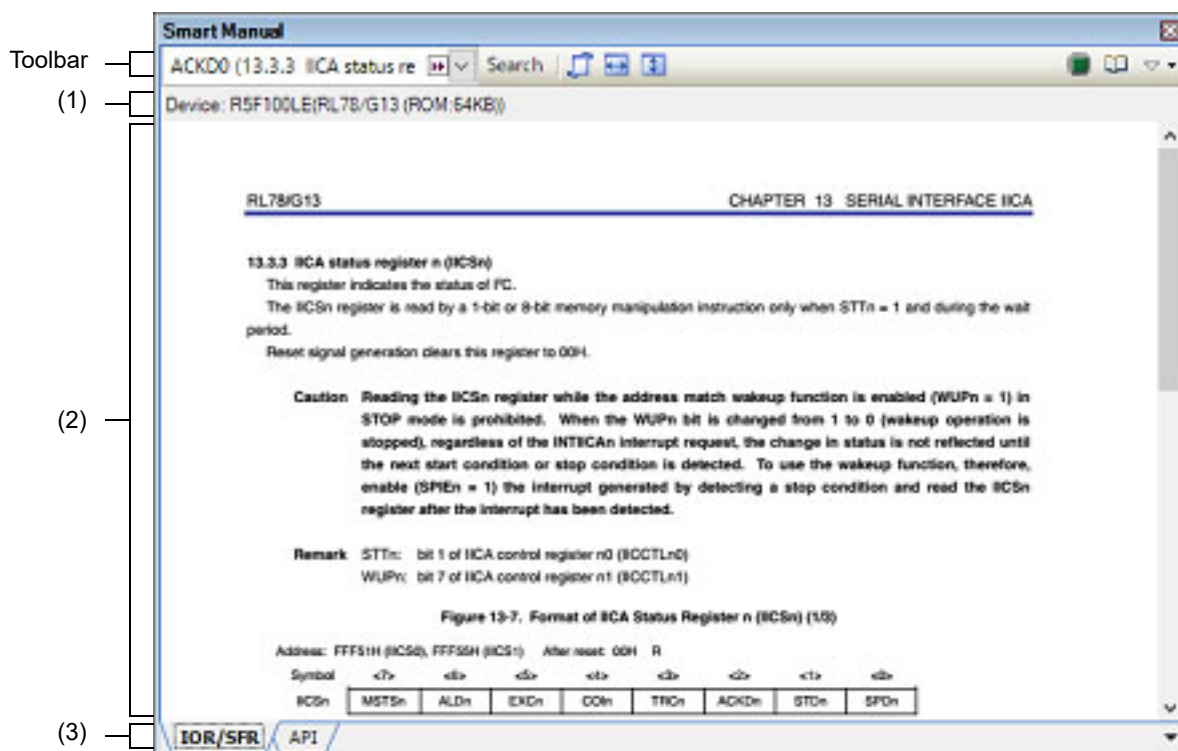 Smart Manual
Toolbar
ACKD0 (13.3.3 IICA status re Search
(1)
Device: R5F100LE(RL78/G13 (ROM:64KB))
RL78/G13 CHAPTER 13 SERIAL INTERFACE IICA
13.3.3 IICA status register n (IICSn)
This register indicates the status of I²C.
The IICSn register is read by a 1-bit or 8-bit memory manipulation instruction only when STTn = 1 and during the wait
period.
Reset signal generation clears this register to 00H.
(2)
Caution Reading the IICSn register while the address match wakeup function is enabled (WUPn = 1) in
STOP mode is prohibited. When the WUPn bit is changed from 1 to 0 (wakeup operation is
stopped), regardless of the INTIICAn interrupt request, the change in status is not reflected until
the next start condition or stop condition is detected. To use the wakeup function, therefore,
enable (SPIEn = 1) the interrupt generated by detecting a stop condition and read the IICSn
register after the interrupt has been detected.
Remark STTn: bit 1 of IICA control register n0 (IICCTLn0)
WUPn: bit 7 of IICA control register n1 (IICCTLn1)
Figure 13-7. Format of IICA Status Register n (IICSn) (1/3)
Address: FFF51H (IICS0), FFF55H (IICS1) After reset: 00H R
Symbol <7> <6> <5> <4> <3> <2> <1> <0>
IICSn MSTSn ALDn EXCn COIn TRCn ACKDn STDn SPDn
(3)
IOR/SFR API